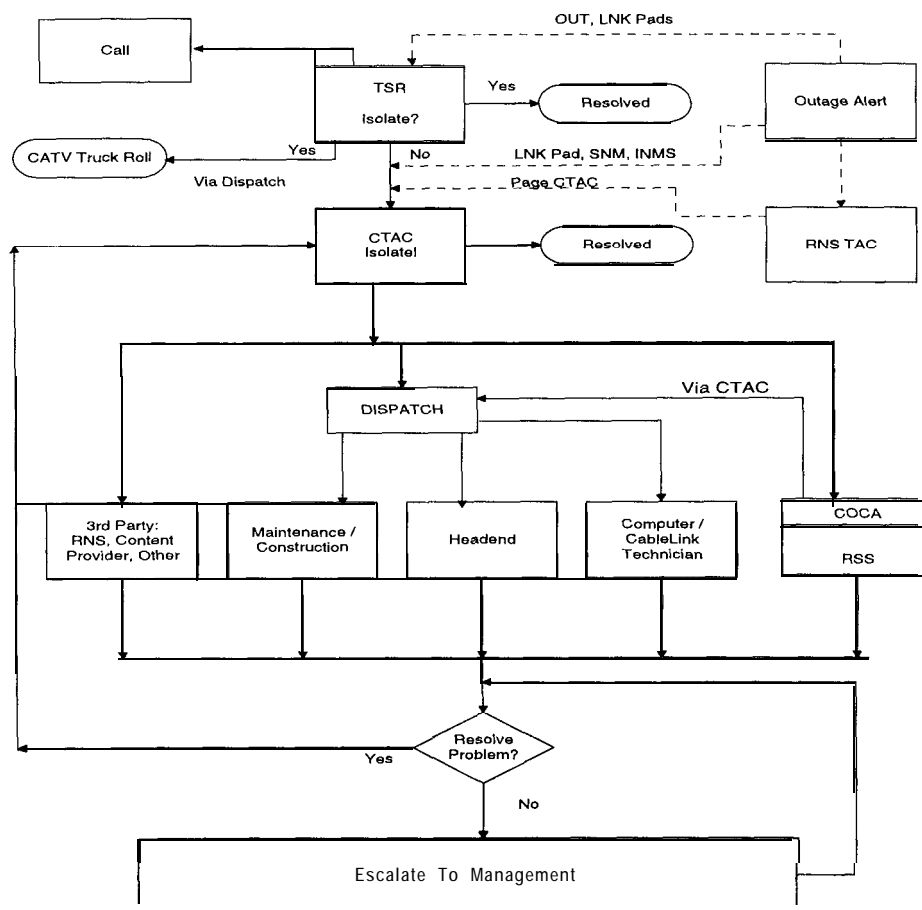 OUT, LNK Pads
Call
TSR
Isolate?
Yes
Resolved
Outage Alert
CATV Truck Roll
Yes
No
LNK Pad, SNM, INMS
Via Dispatch
Page CTAC
CTAC
Isolate!
Resolved
RNS TAC
Via CTAC
DISPATCH
3rd Party:
RNS, Content
Provider, Other
Maintenance /
Construction
Headend
Computer /
CableLink
Technician
COCA
RSS
Resolve
Problem?
Yes
No
Escalate To Management